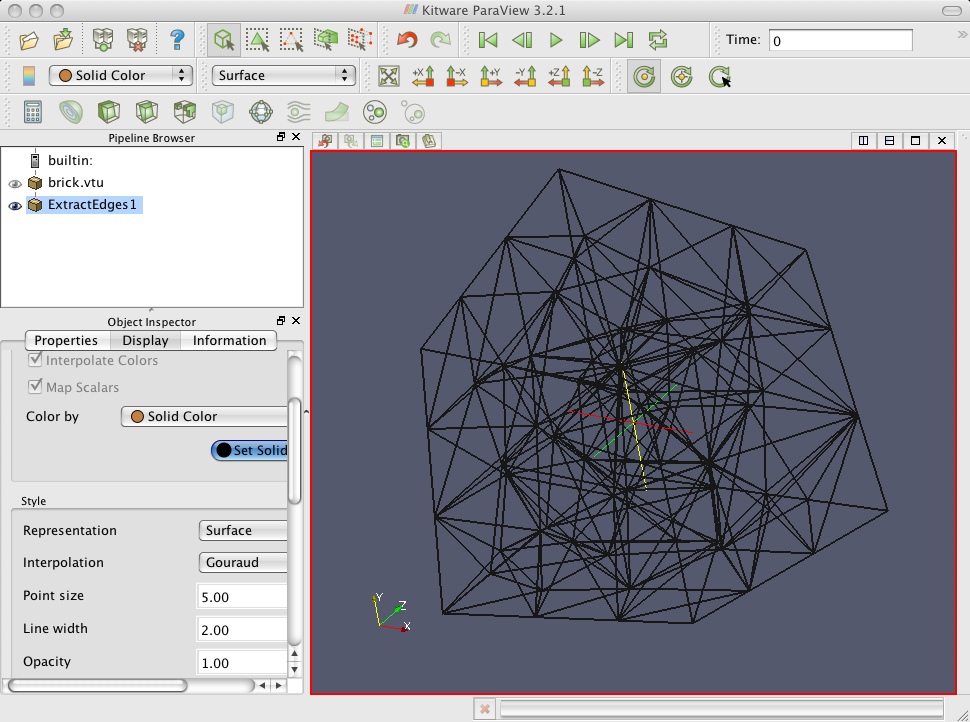 Kitware ParaView 3.2.1
?
Time: 0
Solid Color
Surface
+X
-X
+Y
-Y
+Z
-Z
Pipeline Browser
builtin:
brick.vtu
ExtractEdges1
Object Inspector
Properties
Display
Information
Interpolate Colors
Map Scalars
Color by
Solid Color
Set Solid
Style
Representation
Surface
Interpolation
Gouraud
Point size
5.00
Line width
2.00
Opacity
1.00
Y
Z
X